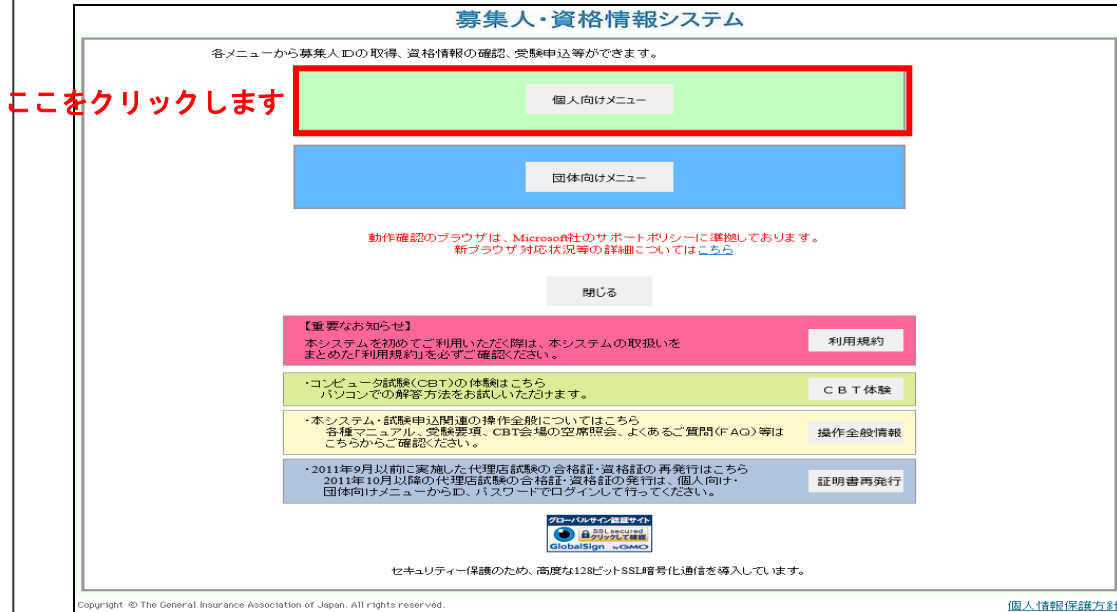 募集人・資格情報システム
各メニューから募集人IDの取得、資格情報の確認、受験申込等ができます。
ここをクリックします
個人向けメニュー
団体向けメニュー
動作確認のブラウザは、Microsoft社のサポートポリシーに準拠しております。
新ブラウザ対応状況等の詳細についてはこちら
閉じる
【重要なお知らせ】
本システムを初めてご利用いただく際は、本システムの取扱いを
まとめた「利用規約」を必ずご確認ください。
利用規約
・コンピュータ試験(CBT)の体験はこちら
パソコンでの解答方法をお試しいただけます。
CBT体験
・本システム・試験申込関連の操作全般についてはこちら
各種マニュアル、受験要項、CBT会場の空席照会、よくあるご質問(FAQ)等は
こちらからご確認ください。
操作全般情報
・2011年9月以前に実施した代理店試験の合格証・資格証の再発行はこちら
2011年10月以降の代理店試験の合格証・資格証の発行は、個人向け・
団体向けメニューからID、パスワードでログインして行ってください。
証明書再発行
グローバルサイン認証サイト
SSL secured
クリックして確認
GlobalSign by GMO
セキュリティー保護のため、高度な128ビットSSL暗号化通信を導入しています。
Copyright © The General Insurance Association of Japan. All rights reserved.
個人情報保護方針